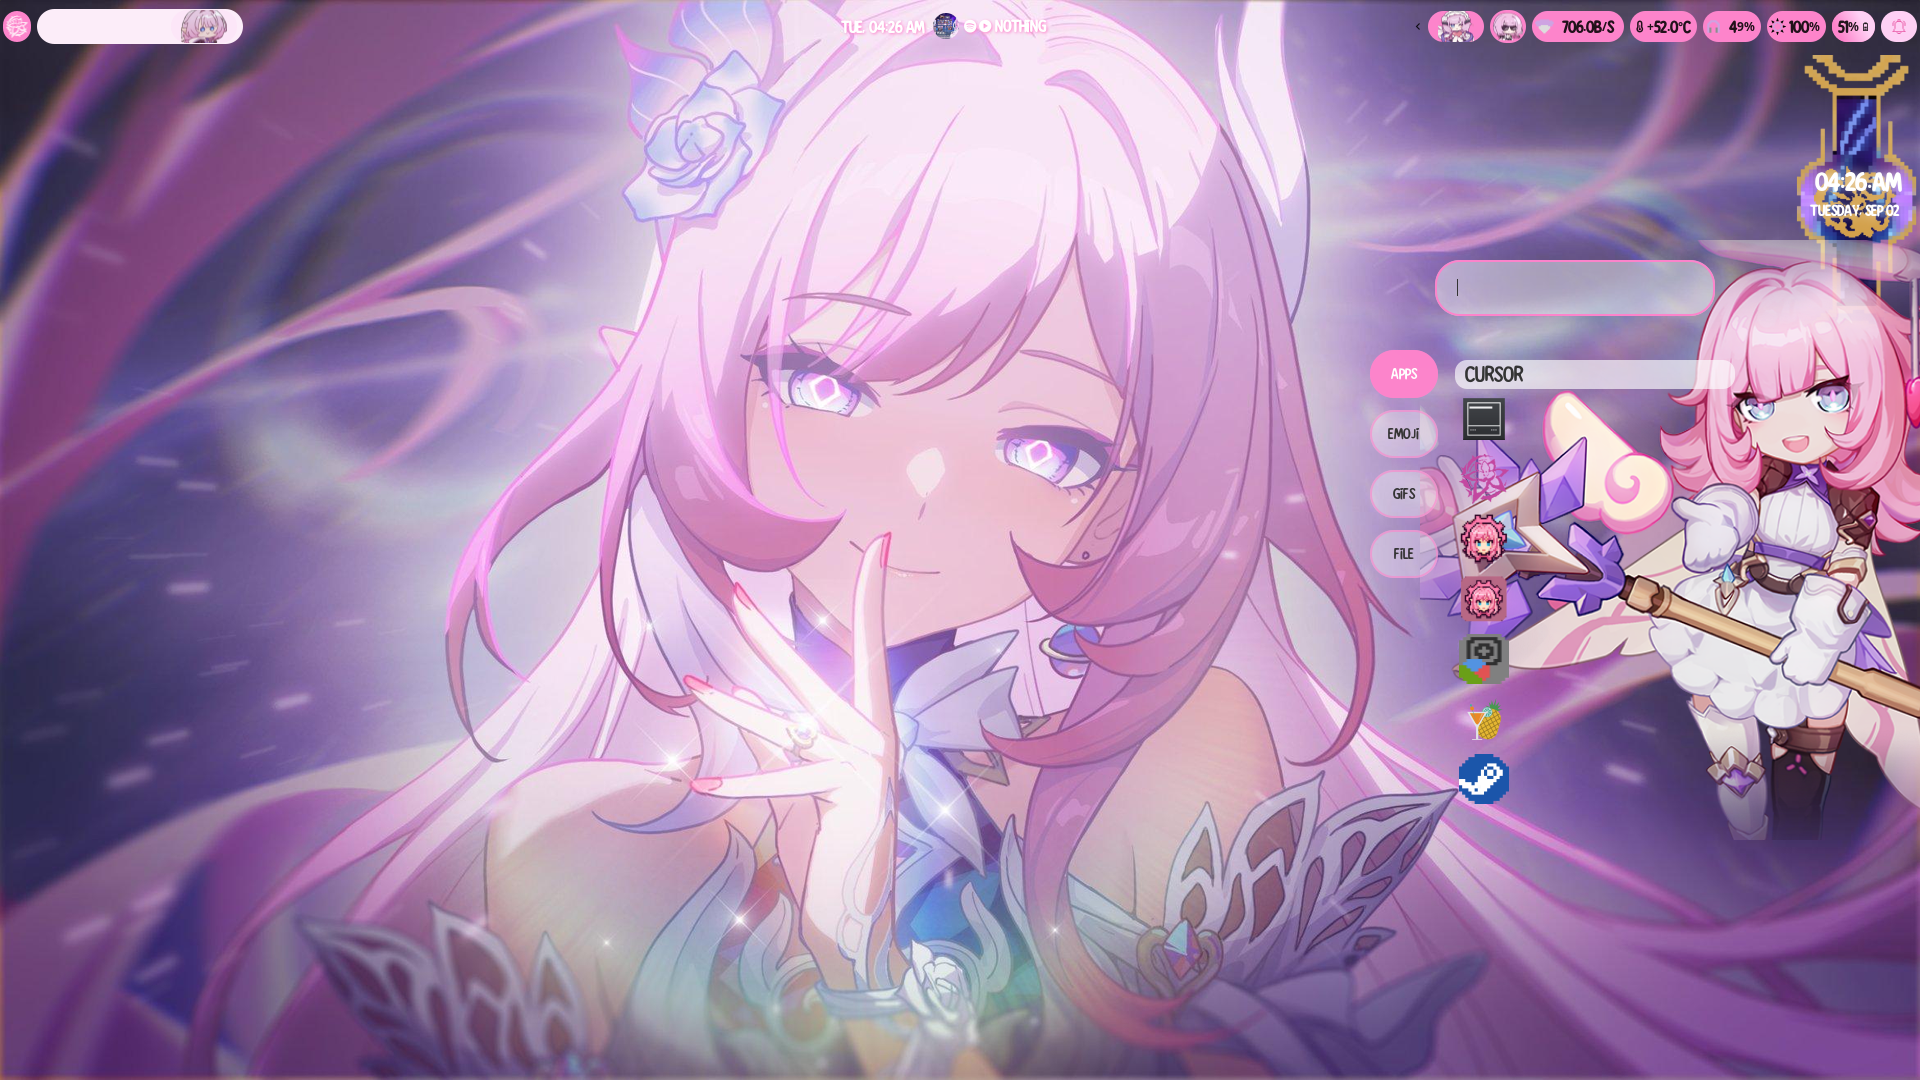 TUE, 04:26 AM
NOTHING
706.0B/S
+52.0°C
49%
100%
51%
04:26 AM
TUESDAY, SEP 02
APPS
CURSOR
EMOJi
GiFS
FiLE